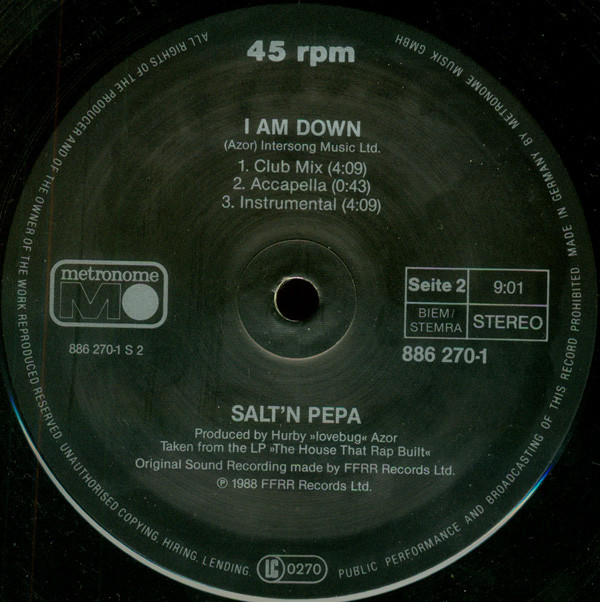 45 rpm
I AM DOWN
(Azor) Intersong Music Ltd.
1. Club Mix (4:09)
2. Accapella (0:43)
3. Instrumental (4:09)
metronome
M
886 270-1 S 2
Seite 2 9:01
BIEM/
STEMRA STEREO
886 270-1
SALT'N PEPA
Produced by Hurby »lovebug« Azor
Taken from the LP »The House That Rap Built«
Original Sound Recording made by FFRR Records Ltd.
℗ 1988 FFRR Records Ltd.
ALL RIGHTS OF THE PRODUCER AND OF THE OWNER OF THE WORK REPRODUCED RESERVED. UNAUTHORISED COPYING, HIRING, LENDING, PUBLIC PERFORMANCE AND BROADCASTING OF THIS RECORD PROHIBITED MADE IN GERMANY BY METRONOME MUSIK GMBH
LC 0270